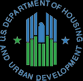 U.S. DEPARTMENT OF HOUSING
AND URBAN DEVELOPMENT